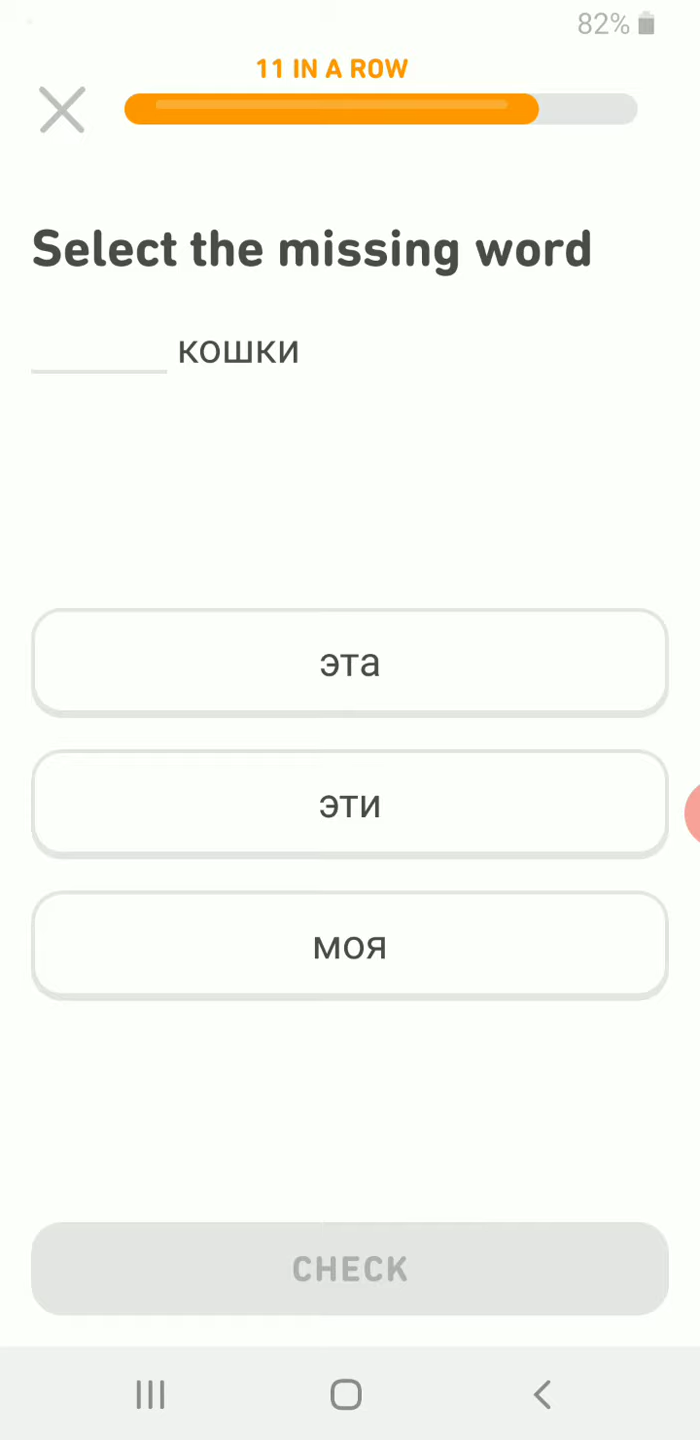 82%
11 IN A ROW
Select the missing word
кошки
эта
эти
моя
CHECK